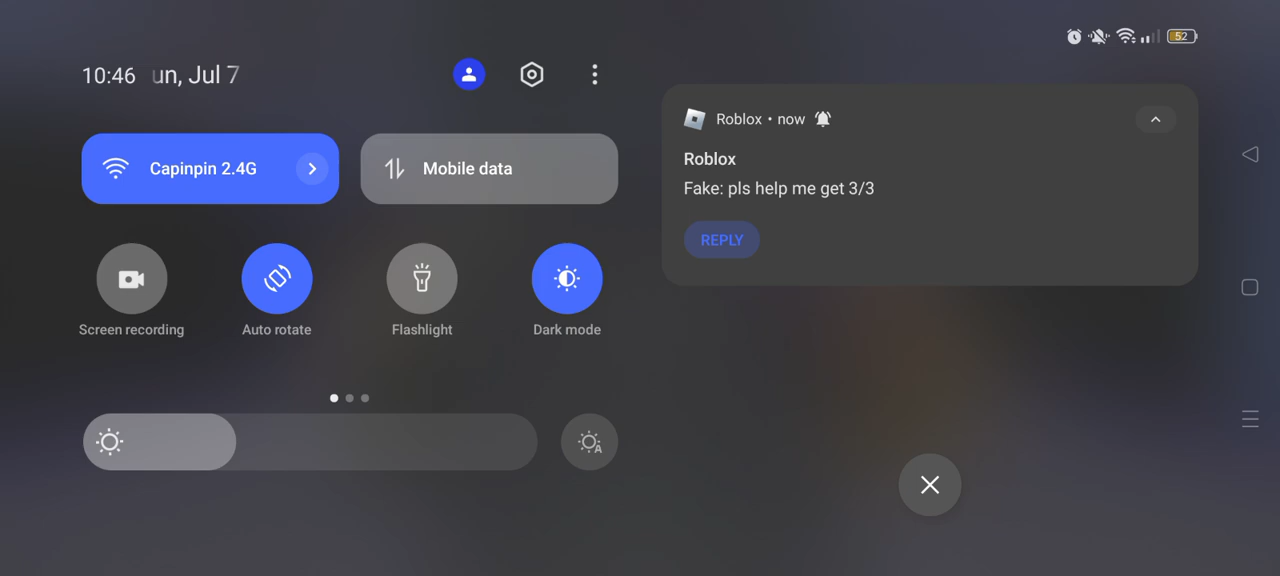 10:46 un, Jul 7
52
Capinpin 2.4G
Mobile data
Screen recording
Auto rotate
Flashlight
Dark mode
A
Roblox • now
Roblox
Fake: pls help me get 3/3
REPLY